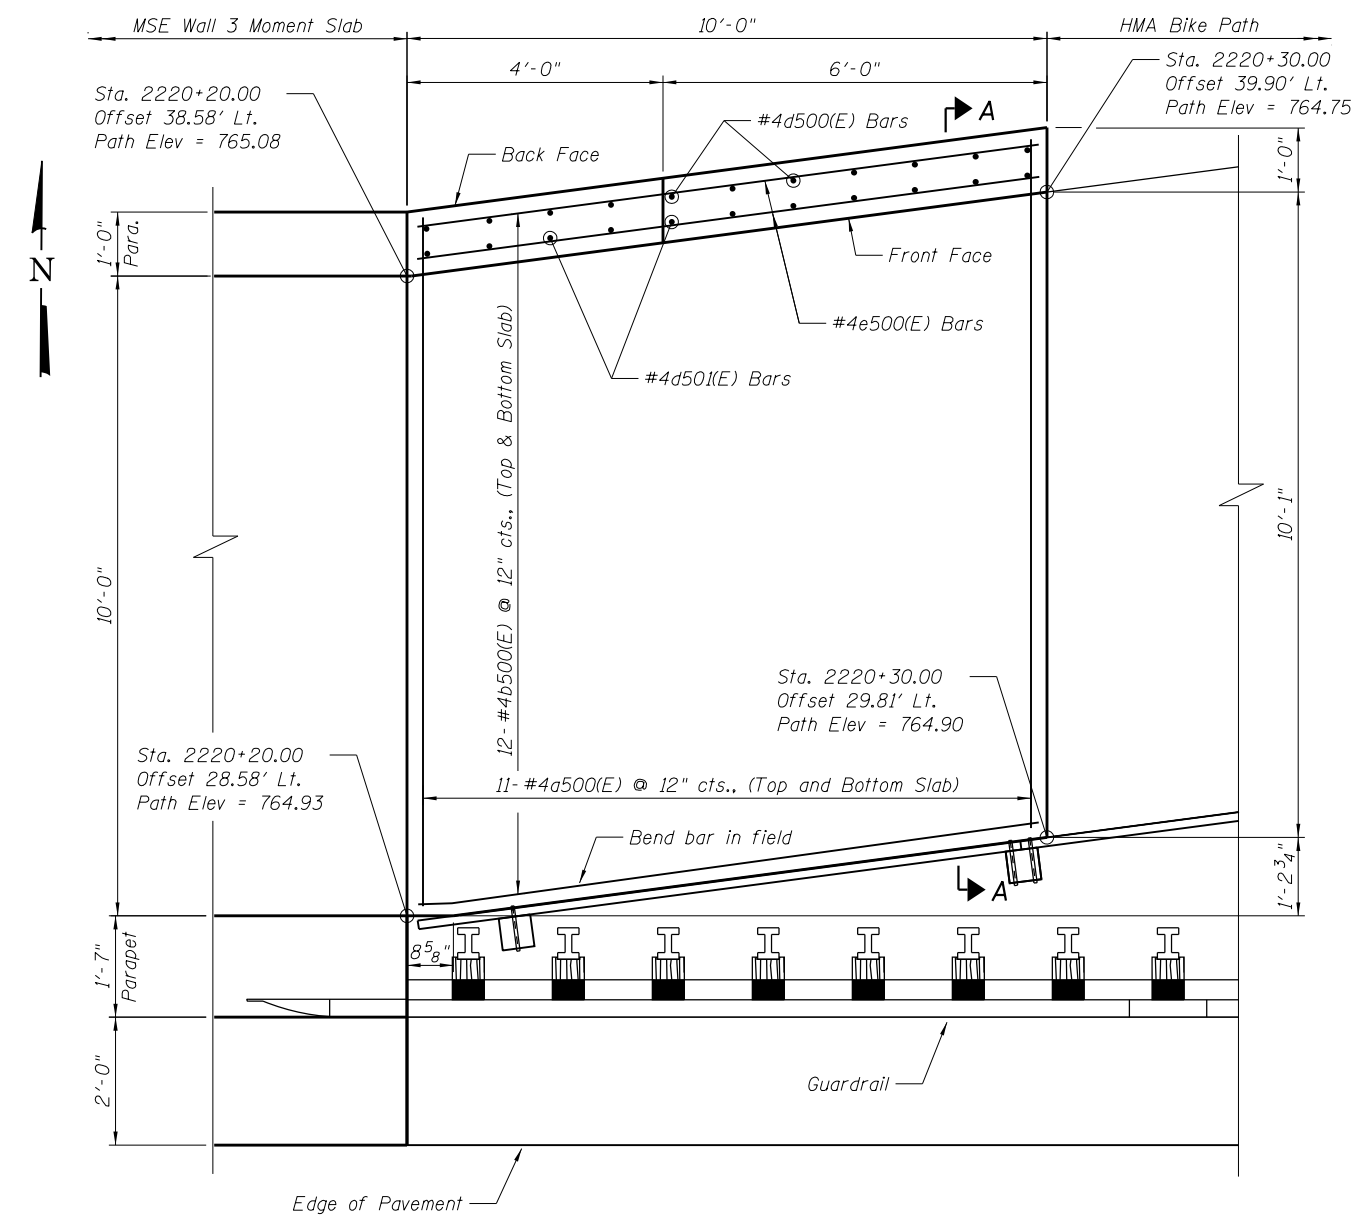 MSE Wall 3 Moment Slab
10'-0"
HMA Bike Path
4'-0"
6'-0"
Sta. 2220+20.00
Offset 38.58' Lt.
Path Elev = 765.08
Sta. 2220+30.00
Offset 39.90' Lt.
Path Elev = 764.75
#4d500(E) Bars
A
Back Face
1'-0"
1'-0"
Para.
N
Front Face
#4e500(E) Bars
#4d501(E) Bars
12-#4b500(E) @ 12" cts., (Top & Bottom Slab)
10'-0"
10'-1"
Sta. 2220+30.00
Offset 29.81' Lt.
Path Elev = 764.90
Sta. 2220+20.00
Offset 28.58' Lt.
Path Elev = 764.93
11-#4a500(E) @ 12" cts., (Top and Bottom Slab)
Bend bar in field
A
1'-2 3/4"
8 5/8"
1'-7"
Parapet
2'-0"
Guardrail
Edge of Pavement